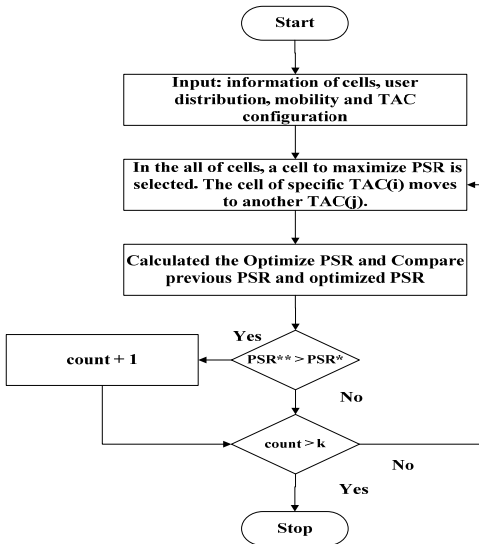 Start
Input: information of cells, user
distribution, mobility and TAC
configuration
In the all of cells, a cell to maximize PSR is
selected. The cell of specific TAC(i) moves
to another TAC(j).
Calculated the Optimize PSR and Compare
previous PSR and optimized PSR
Yes
count + 1
PSR** > PSR*
No
count > k
No
Yes
Stop